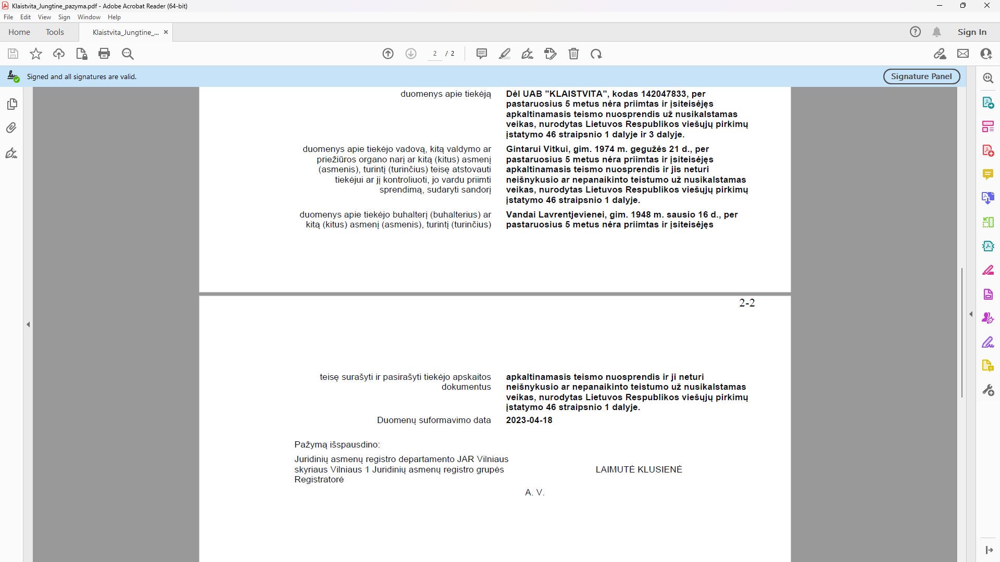 Klaistvita_Jungtine_pazyma.pdf - Adobe Acrobat Reader (64-bit)
File Edit View Sign Window Help
Home Tools Klaistvita_Jungtine_... × Sign In
2 / 2
Signed and all signatures are valid. Signature Panel
duomenys apie tiekėją Dėl UAB "KLAISTVITA", kodas 142047833, per
pastaruosius 5 metus nėra priimtas ir įsiteisėjęs
apkaltinamasis teismo nuosprendis už nusikalstamas
veikas, nurodytas Lietuvos Respublikos viešųjų pirkimų
įstatymo 46 straipsnio 1 dalyje ir 3 dalyje.
duomenys apie tiekėjo vadovą, kitą valdymo ar
priežiūros organo narį ar kitą (kitus) asmenį
(asmenis), turintį (turinčius) teisę atstovauti
tiekėjui ar jį kontroliuoti, jo vardu priimti
sprendimą, sudaryti sandorį
Gintarui Vitkui, gim. 1974 m. gegužės 21 d., per
pastaruosius 5 metus nėra priimtas ir įsiteisėjęs
apkaltinamasis teismo nuosprendis ir jis neturi
neišnykusio ar nepanaikinto teistumo už nusikalstamas
veikas, nurodytas Lietuvos Respublikos viešųjų pirkimų
įstatymo 46 straipsnio 1 dalyje.
duomenys apie tiekėjo buhalterį (buhalterius) ar
kitą (kitus) asmenį (asmenis), turintį (turinčius)
Vandai Lavrentjevienei, gim. 1948 m. sausio 16 d., per
pastaruosius 5 metus nėra priimtas ir įsiteisėjęs
2-2
teisę surašyti ir pasirašyti tiekėjo apskaitos
dokumentus
apkaltinamasis teismo nuosprendis ir ji neturi
neišnykusio ar nepanaikinto teistumo už nusikalstamas
veikas, nurodytas Lietuvos Respublikos viešųjų pirkimų
įstatymo 46 straipsnio 1 dalyje.
Duomenų suformavimo data 2023-04-18
Pažymą išspausdino:
Juridinių asmenų registro departamento JAR Vilniaus
skyriaus Vilniaus 1 Juridinių asmenų registro grupės
Registratorė
LAIMUTĖ KLUSIENĖ
A. V.